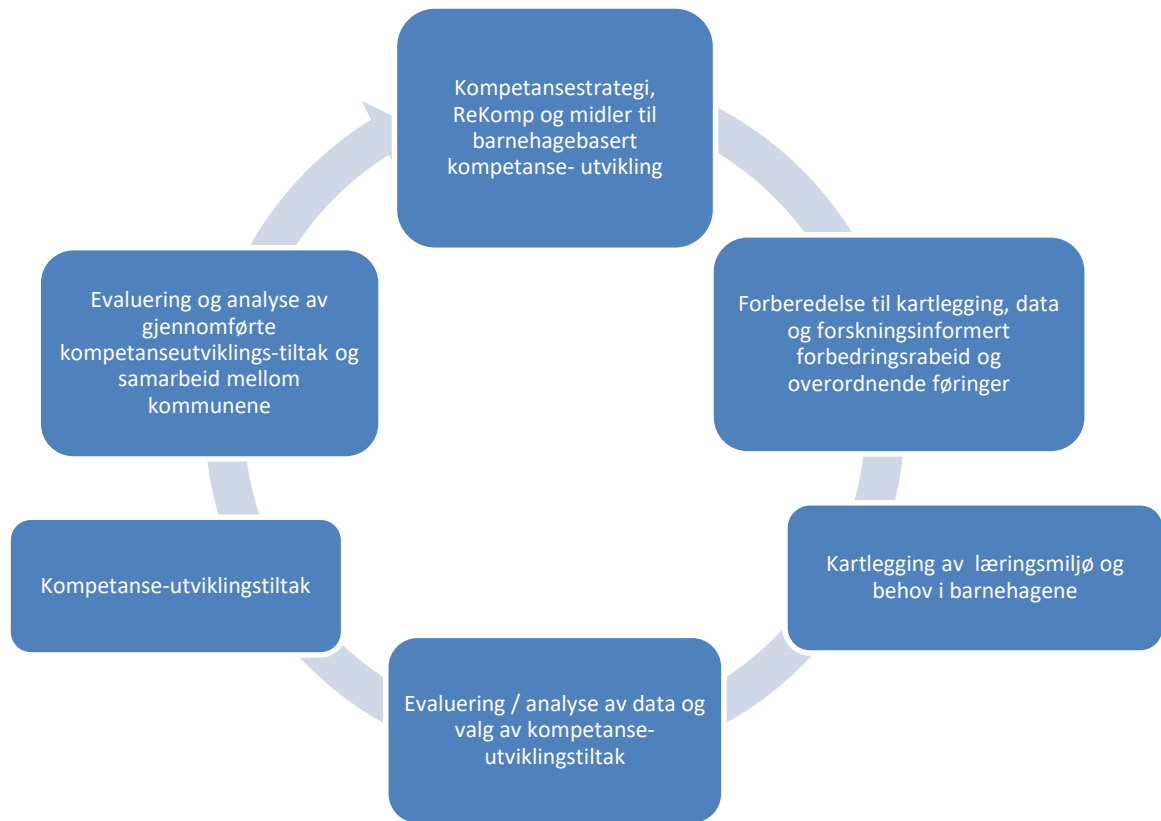 Kompetansestrategi,
ReKomp og midler til
barnehagebasert
kompetanse- utvikling
Forberedelse til kartlegging, data
og forskningsinformert
forbedringsrabeid og
overordnende føringer
Kartlegging av  læringsmiljø og
behov i barnehagene
Evaluering / analyse av data og
valg av kompetanse-
utviklingstiltak
Kompetanse-utviklingstiltak
Evaluering og analyse av
gjennomførte
kompetanseutviklings-tiltak og
samarbeid mellom
kommunene